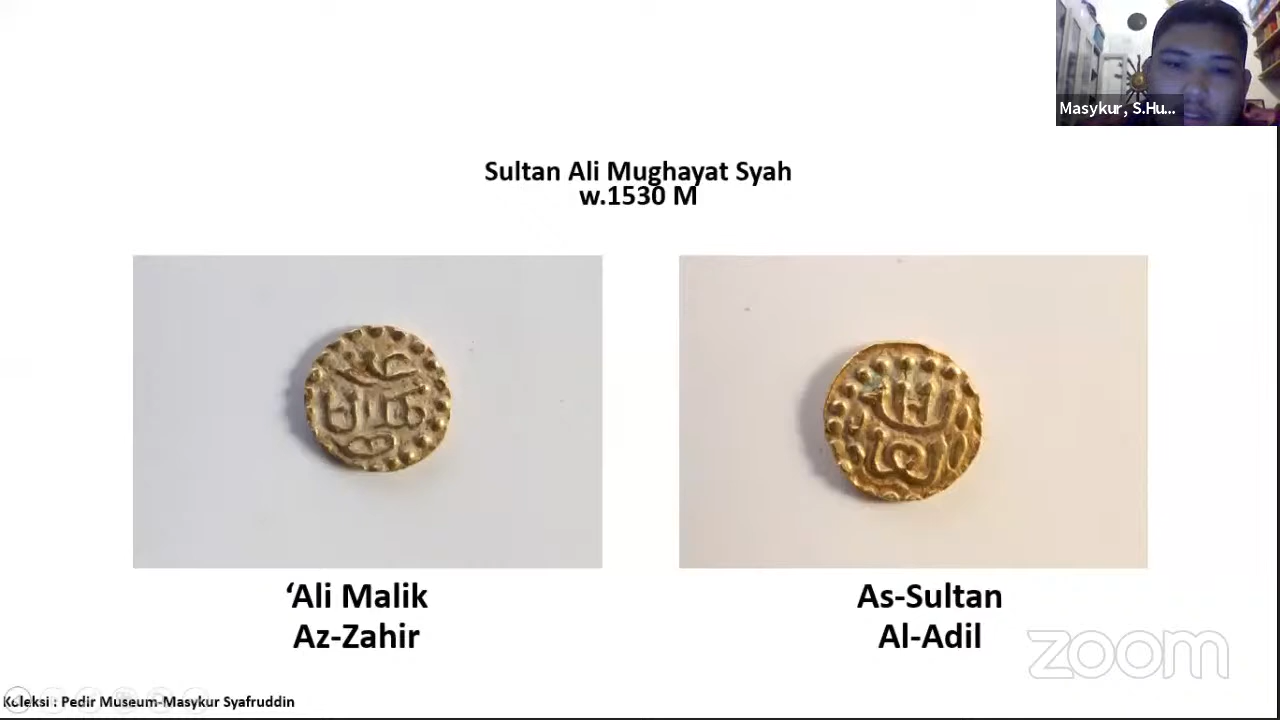 Masykur, S.Hu...
Sultan Ali Mughayat Syah
w.1530 M
‘Ali Malik
Az-Zahir
As-Sultan
Al-Adil
zoom
Koleksi : Pedir Museum-Masykur Syafruddin